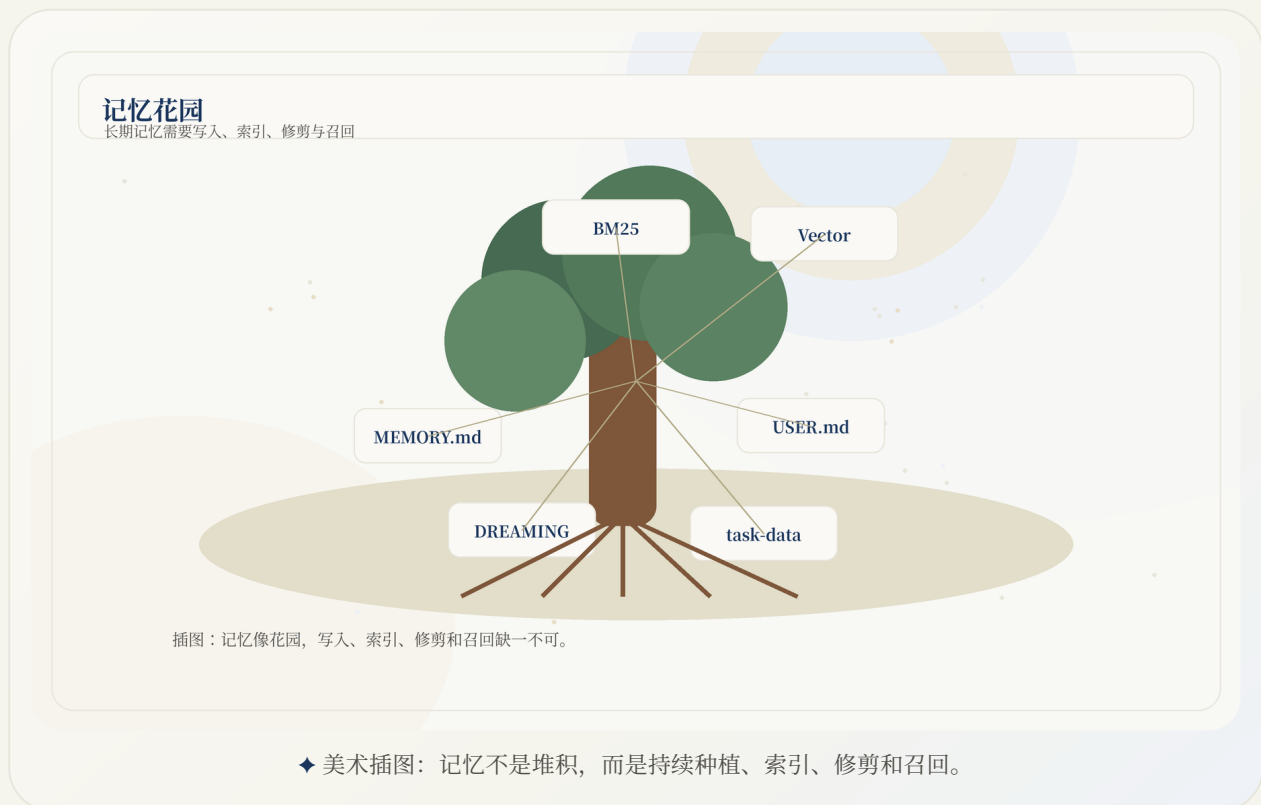 记忆花园
长期记忆需要写入、索引、修剪与召回
BM25
Vector
MEMORY.md
USER.md
DREAMING
task-data
插图：记忆像花园，写入、索引、修剪和召回缺一不可。
✦ 美术插图：记忆不是堆积，而是持续种植、索引、修剪和召回。